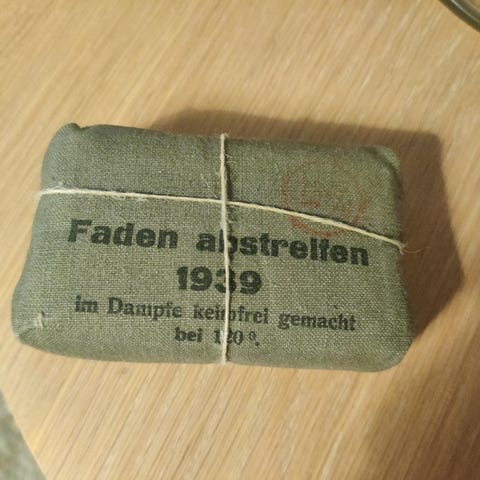 Faden abstreifen
1939
im Dampfe keimfrei gemacht
bei 120°.